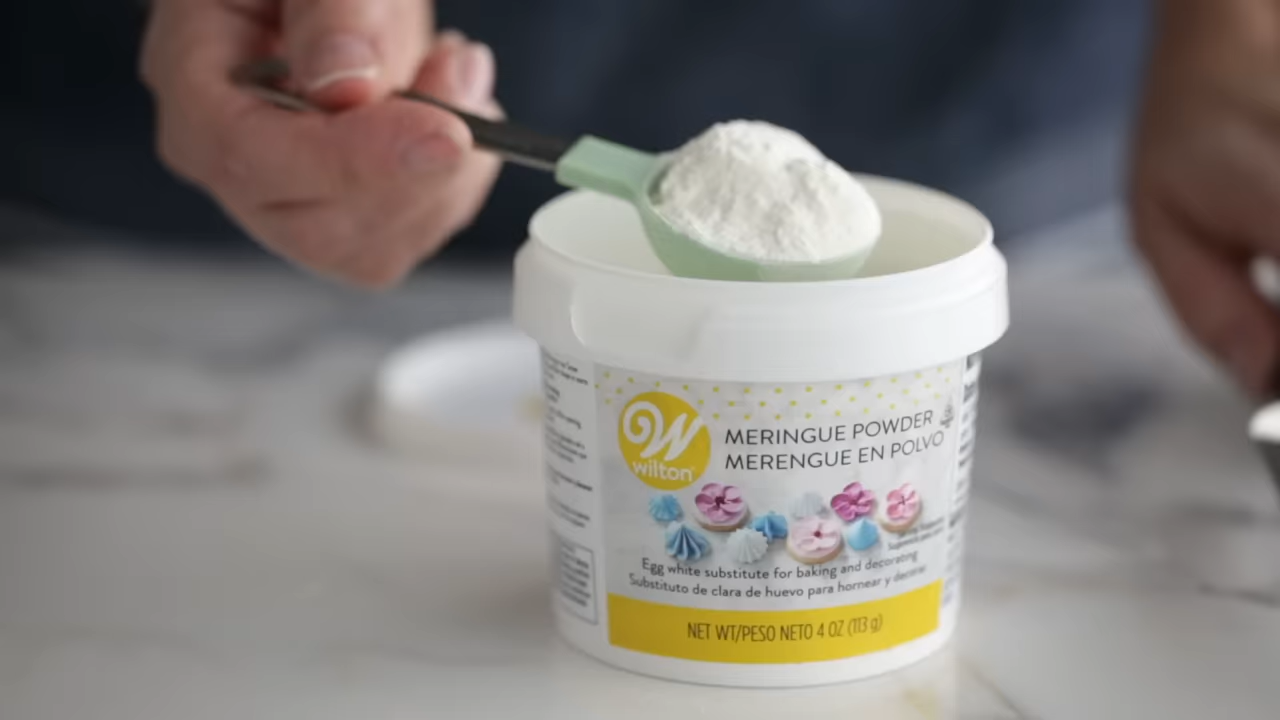 wilton
MERINGUE POWDER
MERENGUE EN POLVO
Egg white substitute for baking and decorating
Substituto de clara de huevo para hornear y decorar
NET WT/PESO NETO 4 OZ (113 g)